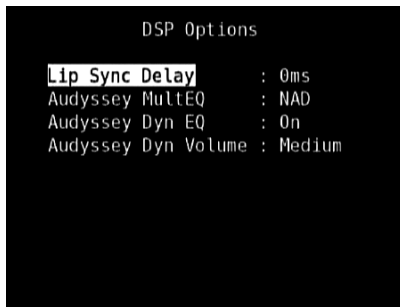 DSP Options
Lip Sync Delay : 0ms
Audyssey MultEQ : NAD
Audyssey Dyn EQ : On
Audyssey Dyn Volume : Medium